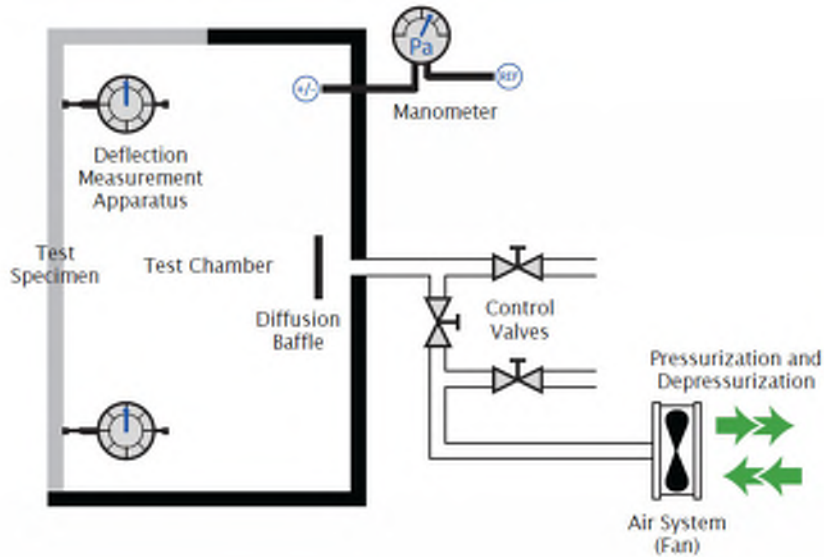 Pa
+/-
REF
Manometer
Deflection
Measurement
Apparatus
Test
Specimen
Test Chamber
Diffusion
Baffle
Control
Valves
Pressurization and
Depressurization
Air System
(Fan)